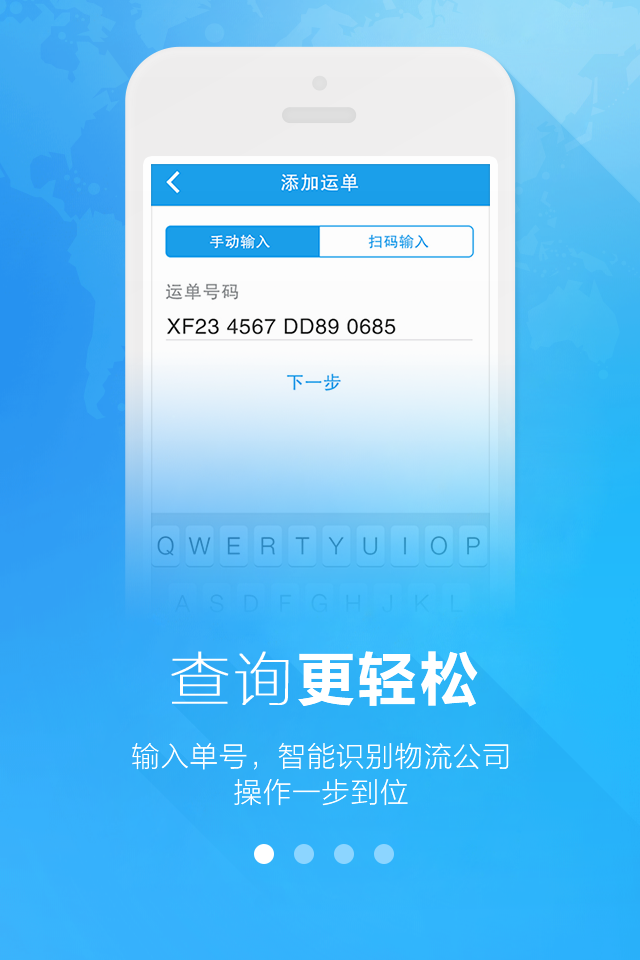 添加运单
手动输入 扫码输入
运单号码
XF23 4567 DD89 0685
下一步
Q W E R T Y U I O P
A S D F G H J K L
查询更轻松
输入单号，智能识别物流公司
操作一步到位